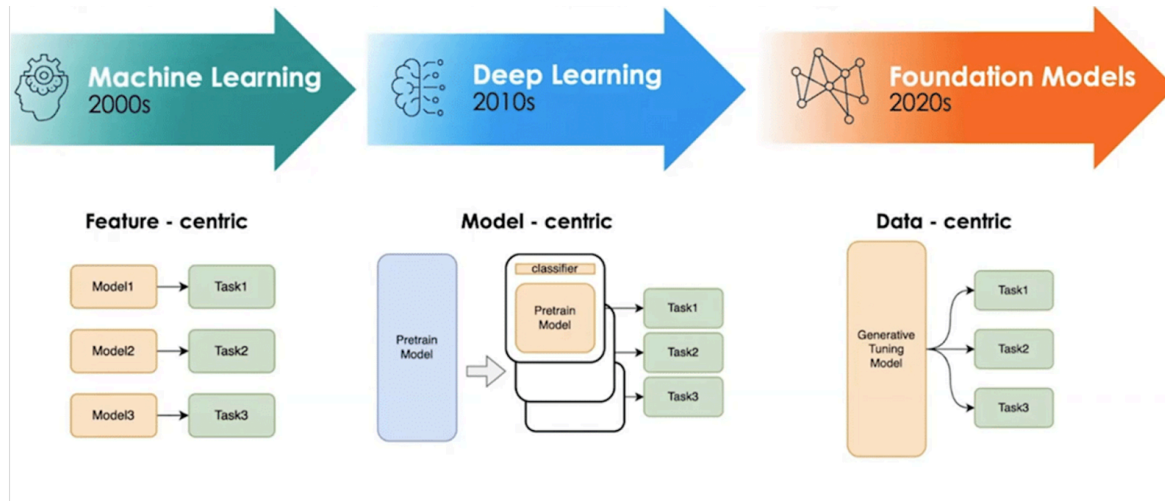 Machine Learning
2000s
Deep Learning
2010s
Foundation Models
2020s
Feature - centric
Model1
Task1
Model2
Task2
Model3
Task3
Model - centric
Pretrain
Model
classifier
Pretrain
Model
Task1
Task2
Task3
Data - centric
Generative
Tuning
Model
Task1
Task2
Task3